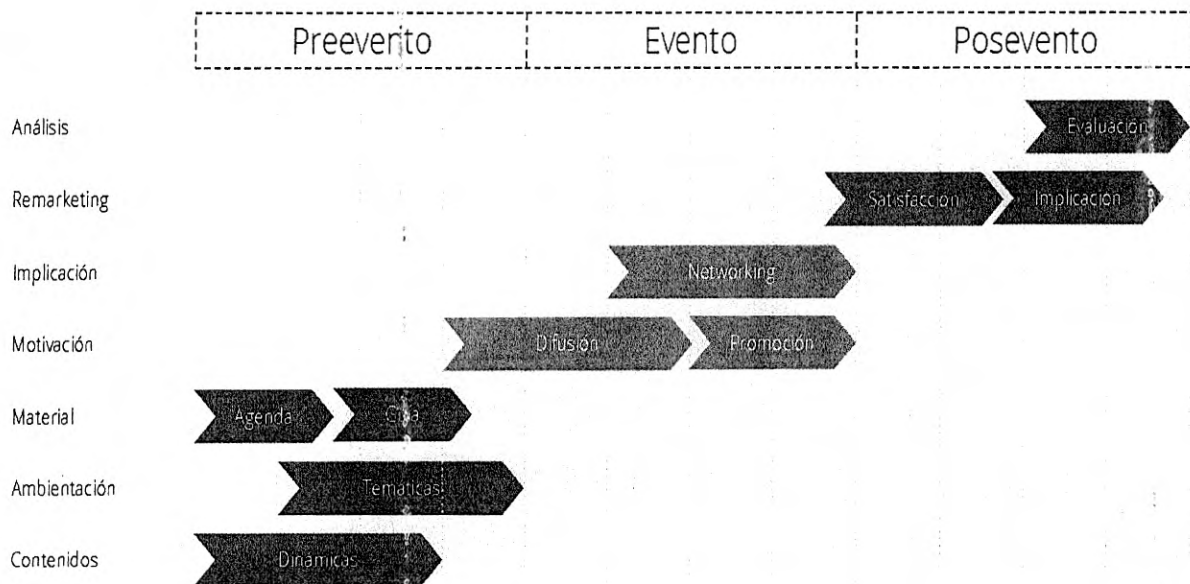 Preevento Evento Posevento
Análisis Evaluación
Remarketing Satisfacción Implicación
Implicación Networking
Motivación Difusión Promoción
Material Agenda Guía
Ambientación Temáticas
Contenidos Dinámicas